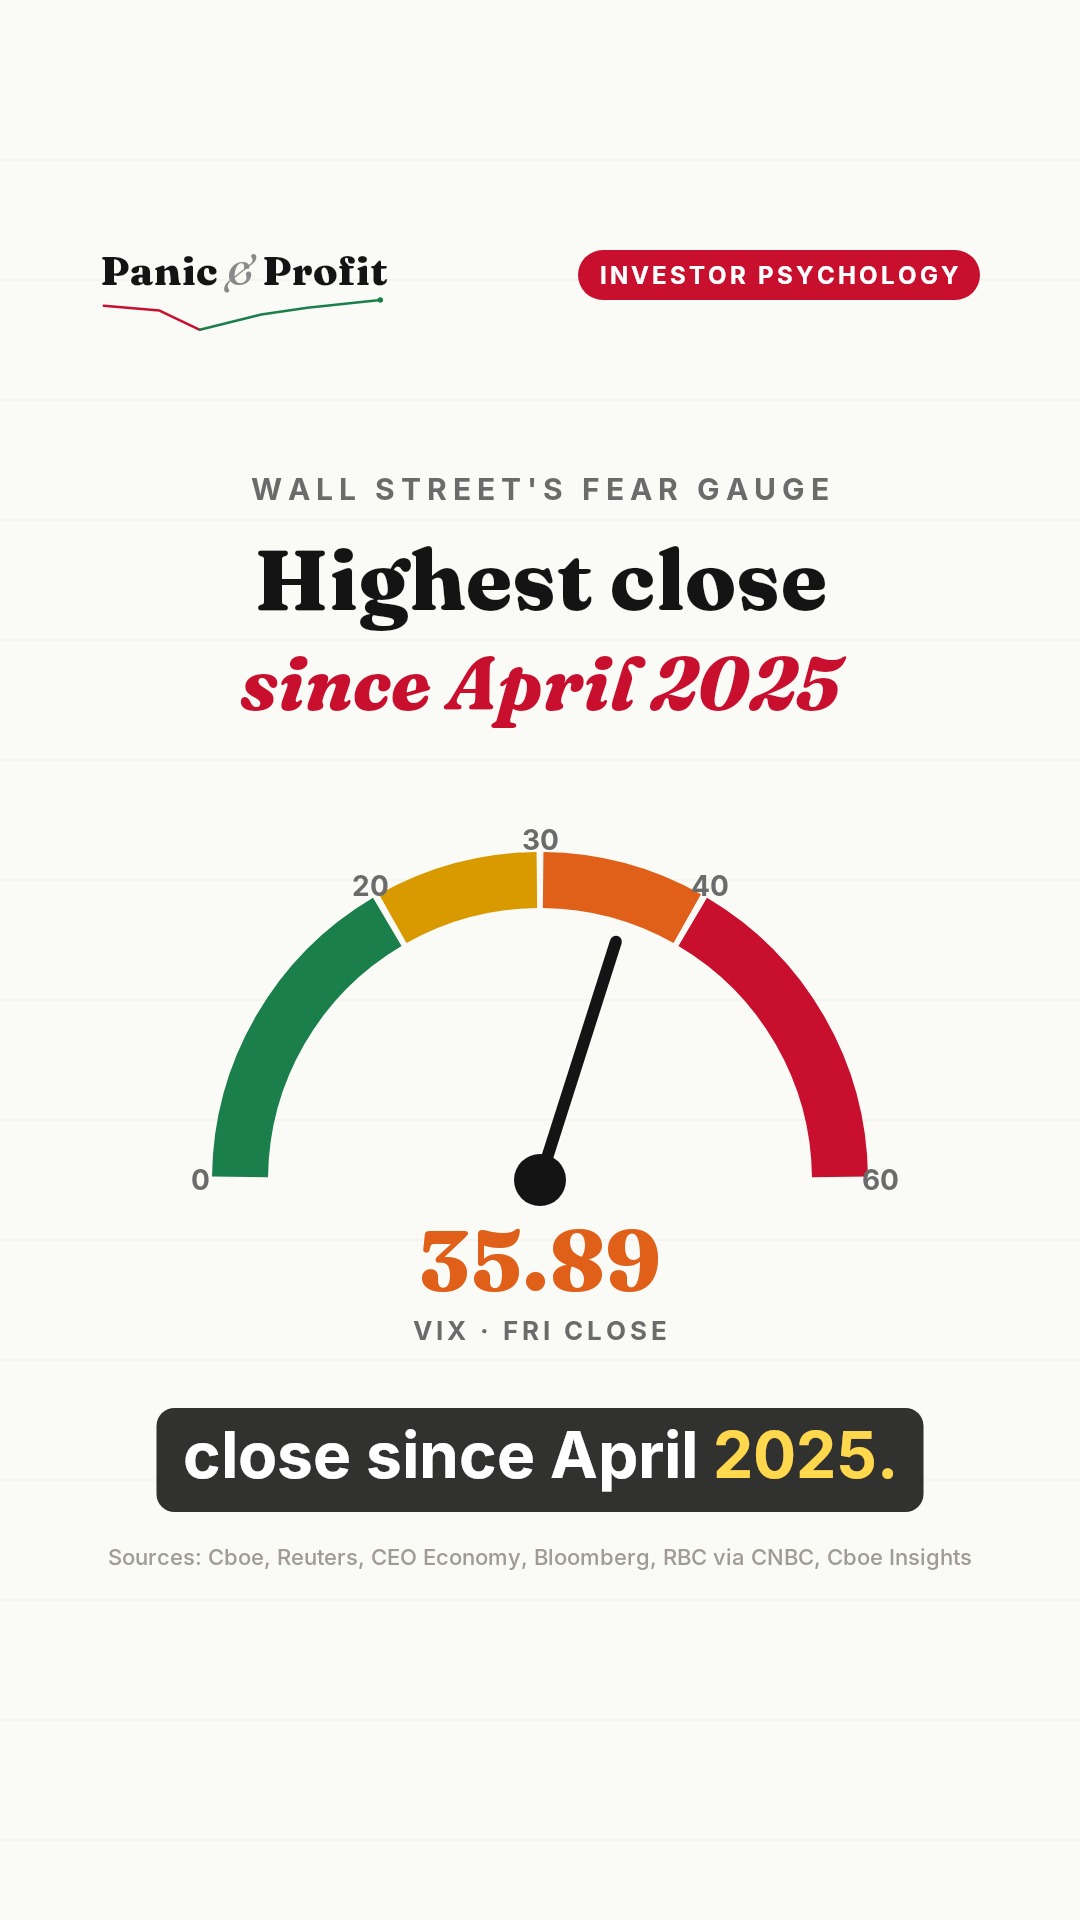 Panic & Profit
INVESTOR PSYCHOLOGY
WALL STREET'S FEAR GAUGE
Highest close
since April 2025
30
20
40
0
60
35.89
VIX · FRI CLOSE
close since April 2025.
Sources: Cboe, Reuters, CEO Economy, Bloomberg, RBC via CNBC, Cboe Insights